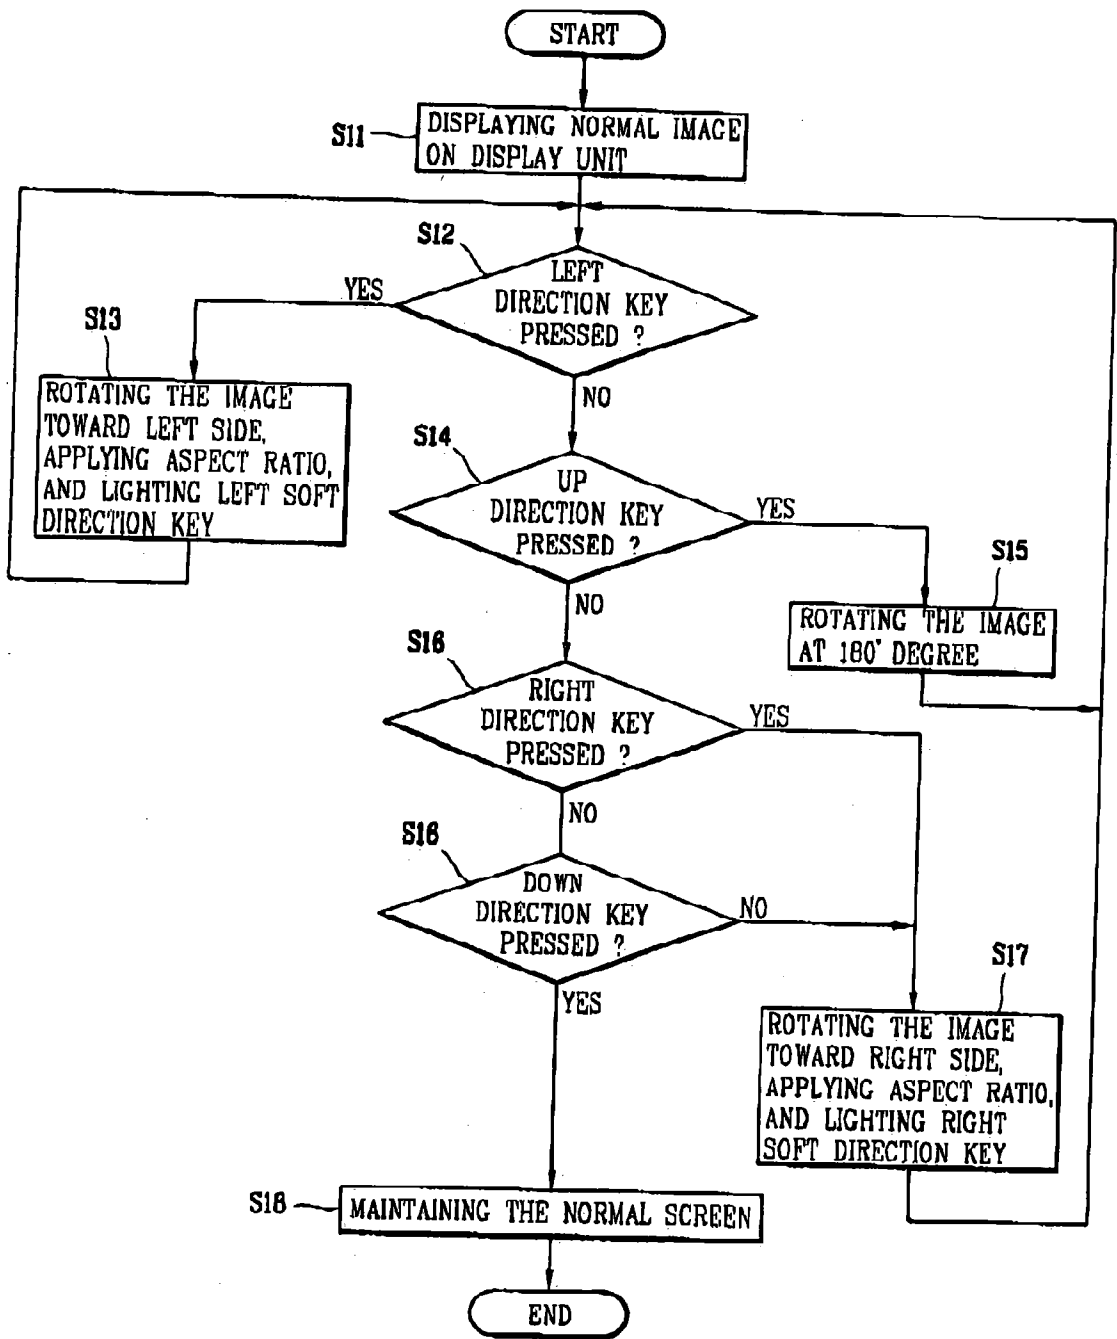 START
S11
DISPLAYING NORMAL IMAGE
ON DISPLAY UNIT
S12
LEFT
DIRECTION KEY
PRESSED ?
YES
NO
S13
ROTATING THE IMAGE
TOWARD LEFT SIDE,
APPLYING ASPECT RATIO,
AND LIGHTING LEFT SOFT
DIRECTION KEY
S14
UP
DIRECTION KEY
PRESSED ?
YES
NO
S15
ROTATING THE IMAGE
AT 180° DEGREE
S16
RIGHT
DIRECTION KEY
PRESSED ?
YES
NO
S16
DOWN
DIRECTION KEY
PRESSED ?
NO
YES
S17
ROTATING THE IMAGE
TOWARD RIGHT SIDE,
APPLYING ASPECT RATIO,
AND LIGHTING RIGHT
SOFT DIRECTION KEY
S18
MAINTAINING THE NORMAL SCREEN
END